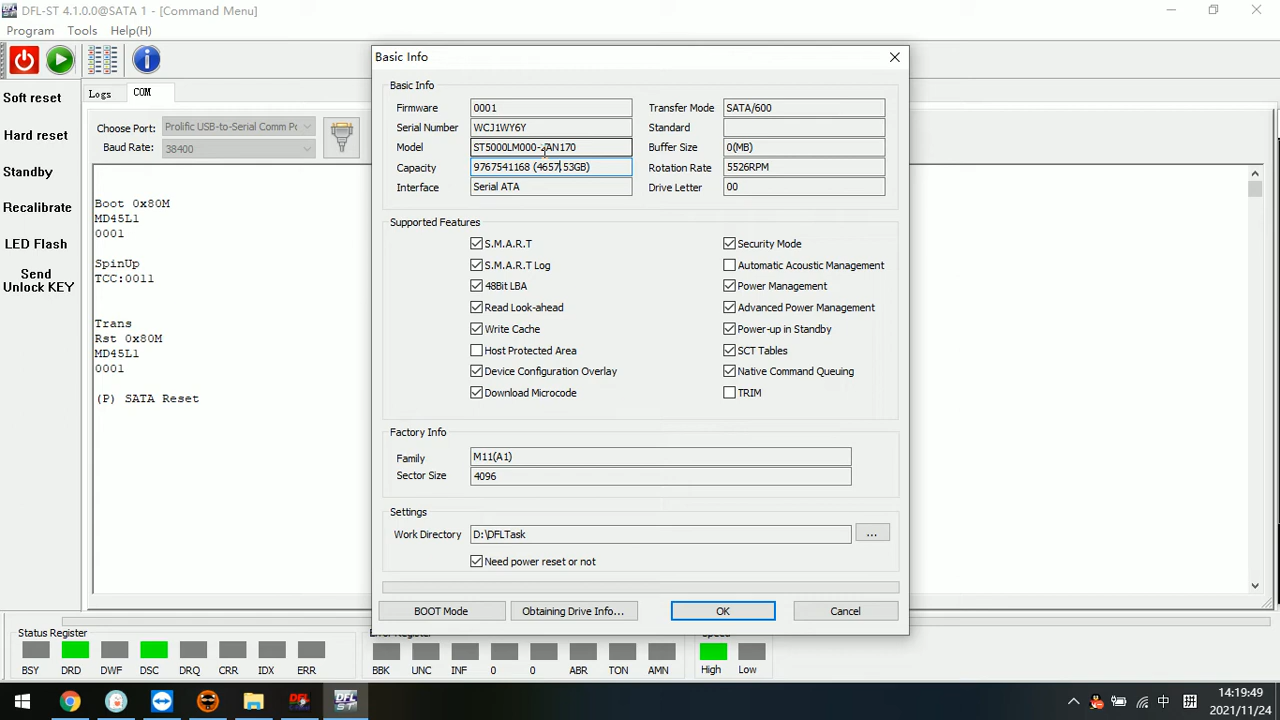 DFL-ST 4.1.0.0@SATA 1 - [Command Menu]
Program Tools Help(H)
Soft reset
Hard reset
Standby
Recalibrate
LED Flash
Send
Unlock KEY
Logs COM
Choose Port: Prolific USB-to-Serial Comm Po
Baud Rate: 38400
Boot 0x80M
MD45L1
0001
SpinUp
TCC:0011
Trans
Rst 0x80M
MD45L1
0001
(P) SATA Reset
Basic Info
Basic Info
Firmware 0001 Transfer Mode SATA/600
Serial Number WCJ1WY6Y Standard
Model ST5000LM000-2AN170 Buffer Size 0(MB)
Capacity 9767541168 (4657.53GB) Rotation Rate 5526RPM
Interface Serial ATA Drive Letter 00
Supported Features
S.M.A.R.T Security Mode
S.M.A.R.T Log Automatic Acoustic Management
48Bit LBA Power Management
Read Look-ahead Advanced Power Management
Write Cache Power-up in Standby
Host Protected Area SCT Tables
Device Configuration Overlay Native Command Queuing
Download Microcode TRIM
Factory Info
Family M11(A1)
Sector Size 4096
Settings
Work Directory D:\DFLTask ...
Need power reset or not
BOOT Mode Obtaining Drive Info... OK Cancel
Status Register Speed
BSY DRD DWF DSC DRQ CRR IDX ERR BBK UNC INF 0 0 ABR TON AMN High Low
中 拼 14:19:49
2021/11/24